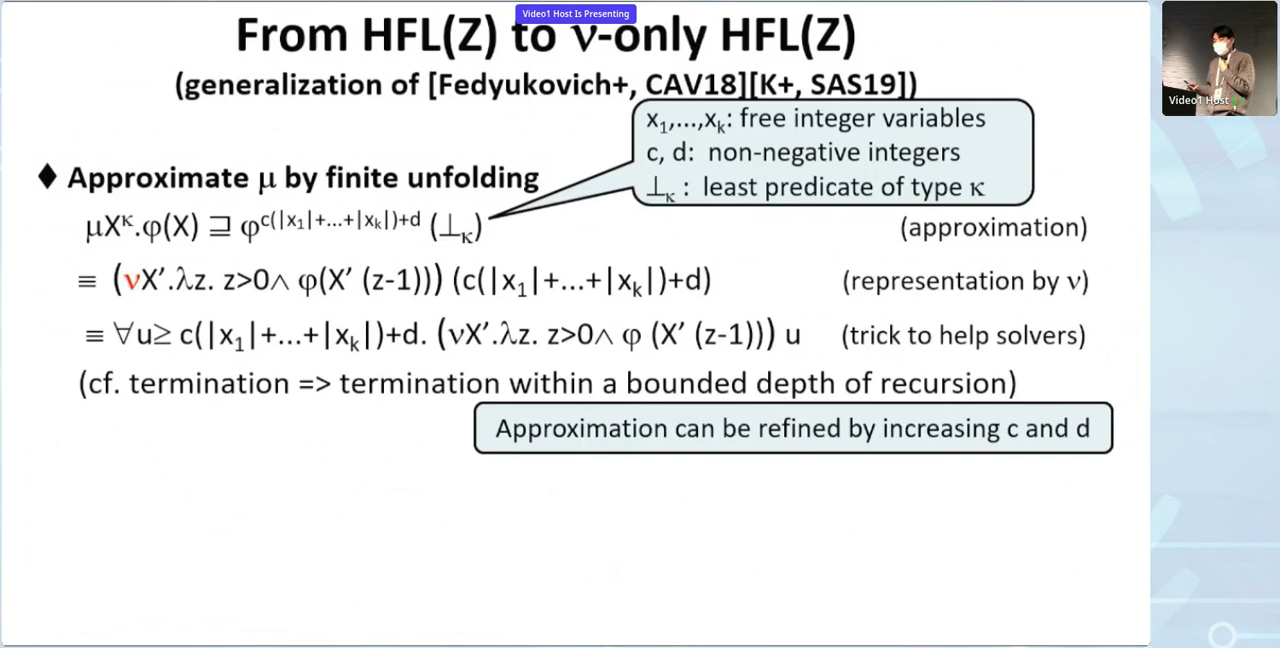 Video1 Host Is Presenting
From HFL(Z) to ν-only HFL(Z)
(generalization of [Fedyukovich+, CAV18][K+, SAS19])
x₁,...,xₖ: free integer variables
c, d: non-negative integers
⊥κ : least predicate of type κ
◆ Approximate μ by finite unfolding
μX^κ.φ(X) ⊒ φ^{c(|x₁|+...+|xₖ|)+d} (⊥κ) (approximation)
≡ (νX′.λz. z>0∧ φ(X′ (z-1))) (c(|x₁|+...+|xₖ|)+d) (representation by ν)
≡ ∀u≥ c(|x₁|+...+|xₖ|)+d. (νX′.λz. z>0∧ φ (X′ (z-1))) u (trick to help solvers)
(cf. termination => termination within a bounded depth of recursion)
Approximation can be refined by increasing c and d
Video1 Host